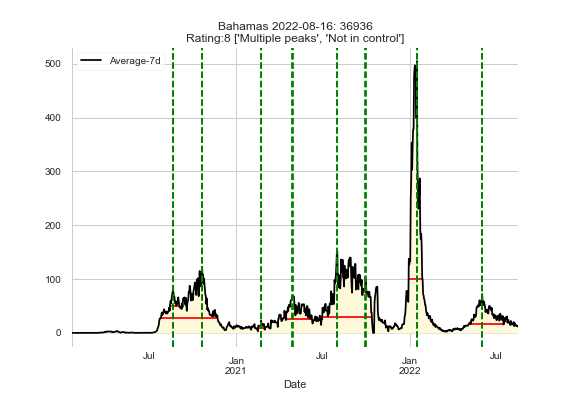 Bahamas 2022-08-16: 36936
Rating:8 ['Multiple peaks', 'Not in control']
Average-7d
500
400
300
200
100
0
Jul
Jan
2021
Jul
Jan
2022
Jul
Date